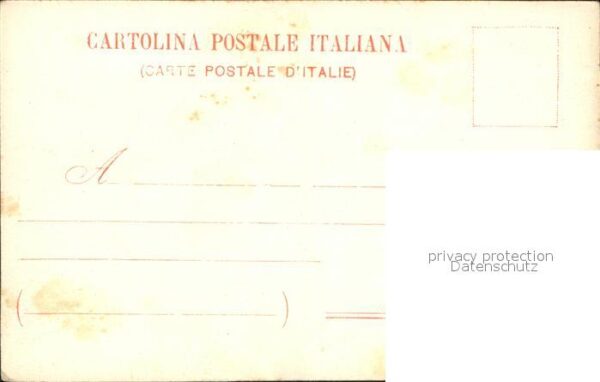 CARTOLINA POSTALE ITALIANA
(CARTE POSTALE D'ITALIE)
A
privacy protection
Datenschutz
( )